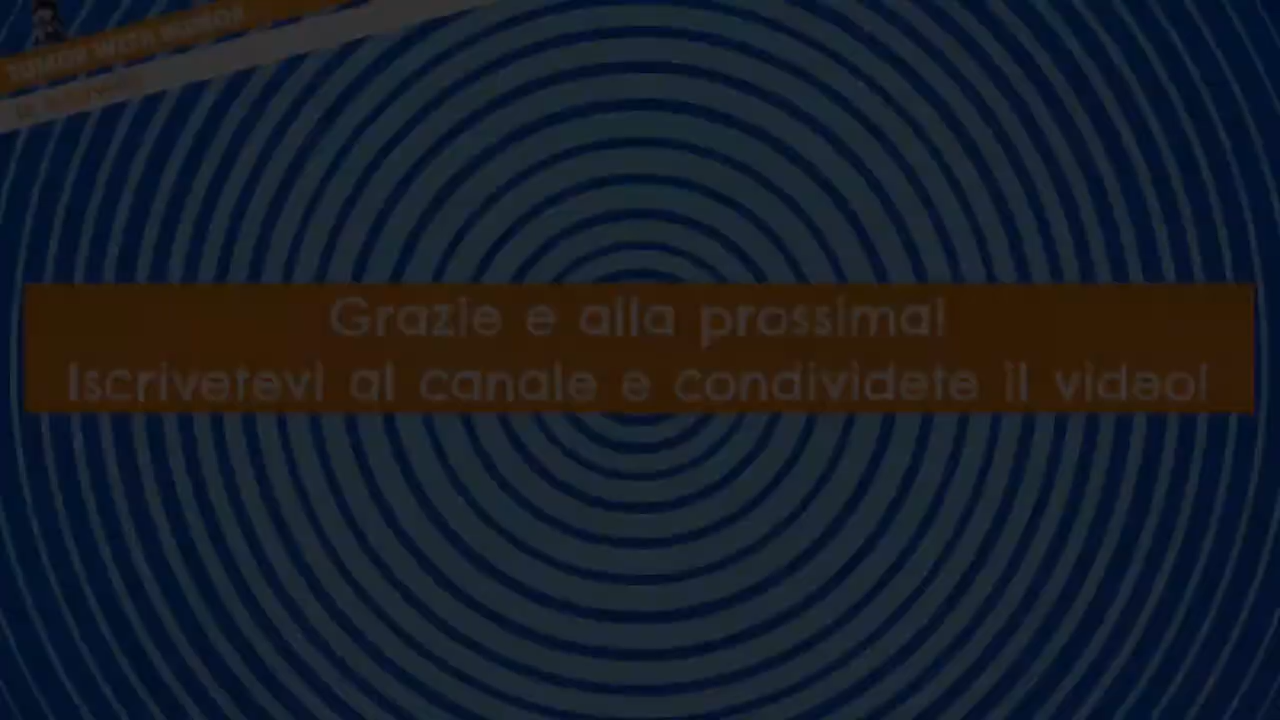 Grazie e alla prossima!
Iscrivetevi al canale e condividete il video!